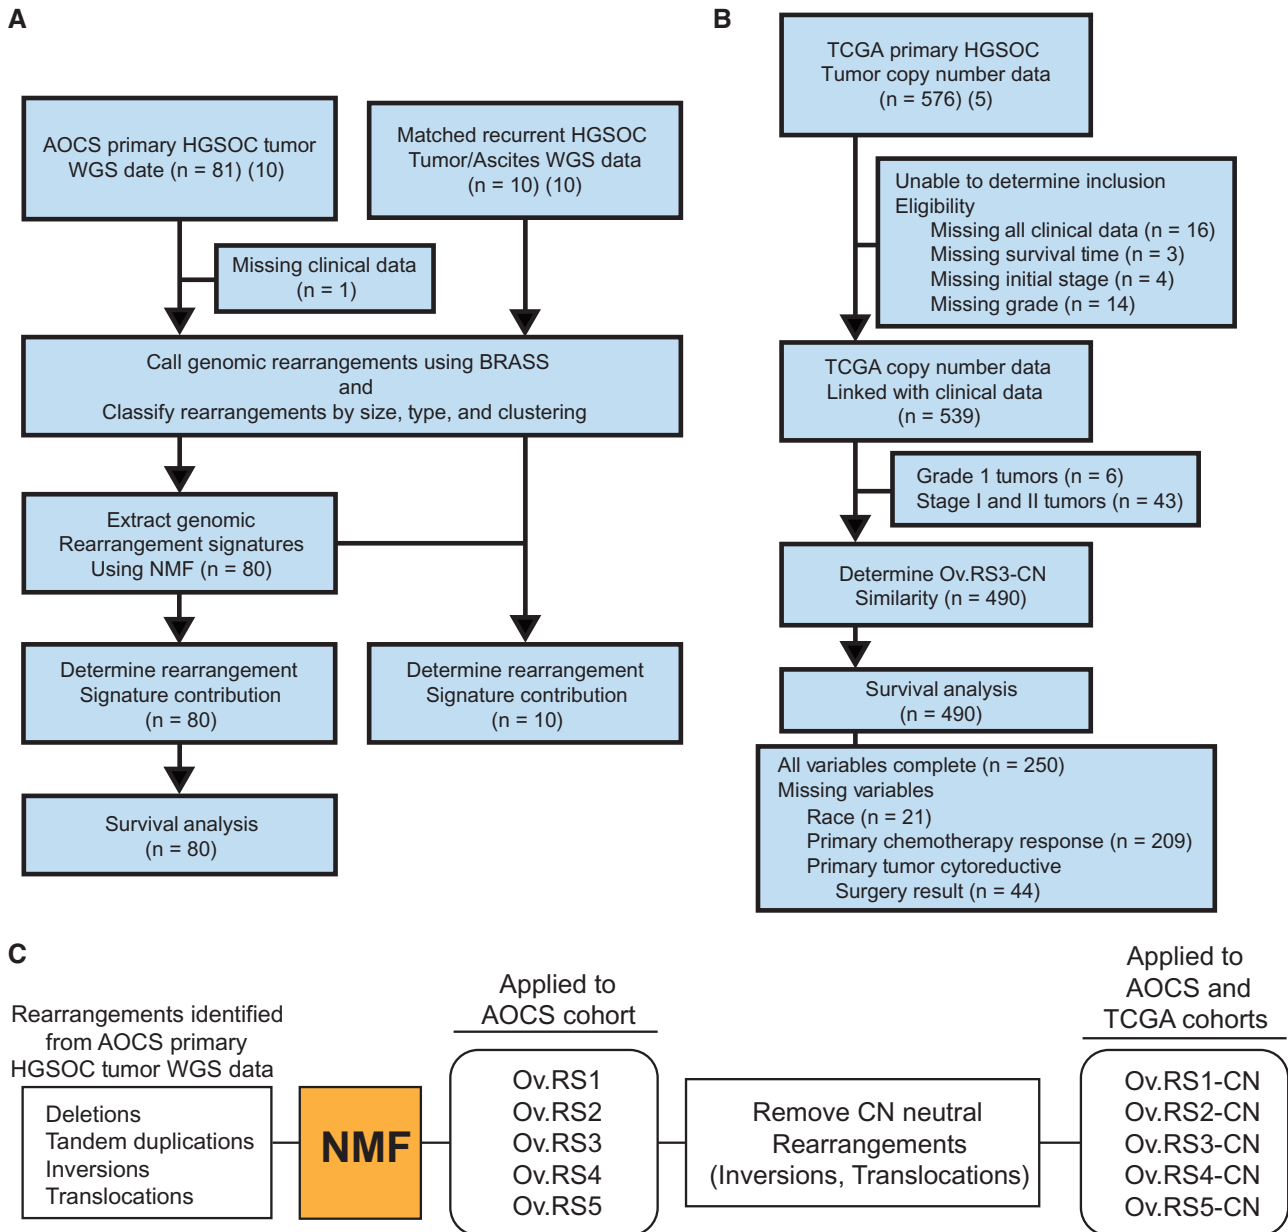 A
AOCS primary HGSOC tumor
WGS date (n = 81) (10)
Matched recurrent HGSOC
Tumor/Ascites WGS data
(n = 10) (10)
Missing clinical data
(n = 1)
Call genomic rearrangements using BRASS
and
Classify rearrangements by size, type, and clustering
Extract genomic
Rearrangement signatures
Using NMF (n = 80)
Determine rearrangement
Signature contribution
(n = 80)
Determine rearrangement
Signature contribution
(n = 10)
Survival analysis
(n = 80)
B
TCGA primary HGSOC
Tumor copy number data
(n = 576) (5)
Unable to determine inclusion
Eligibility
Missing all clinical data (n = 16)
Missing survival time (n = 3)
Missing initial stage (n = 4)
Missing grade (n = 14)
TCGA copy number data
Linked with clinical data
(n = 539)
Grade 1 tumors (n = 6)
Stage I and II tumors (n = 43)
Determine Ov.RS3-CN
Similarity (n = 490)
Survival analysis
(n = 490)
All variables complete (n = 250)
Missing variables
Race (n = 21)
Primary chemotherapy response (n = 209)
Primary tumor cytoreductive
Surgery result (n = 44)
C
Rearrangements identified
from AOCS primary
HGSOC tumor WGS data
Deletions
Tandem duplications
Inversions
Translocations
NMF
Applied to
AOCS cohort
Ov.RS1
Ov.RS2
Ov.RS3
Ov.RS4
Ov.RS5
Remove CN neutral
Rearrangements
(Inversions, Translocations)
Applied to
AOCS and
TCGA cohorts
Ov.RS1-CN
Ov.RS2-CN
Ov.RS3-CN
Ov.RS4-CN
Ov.RS5-CN